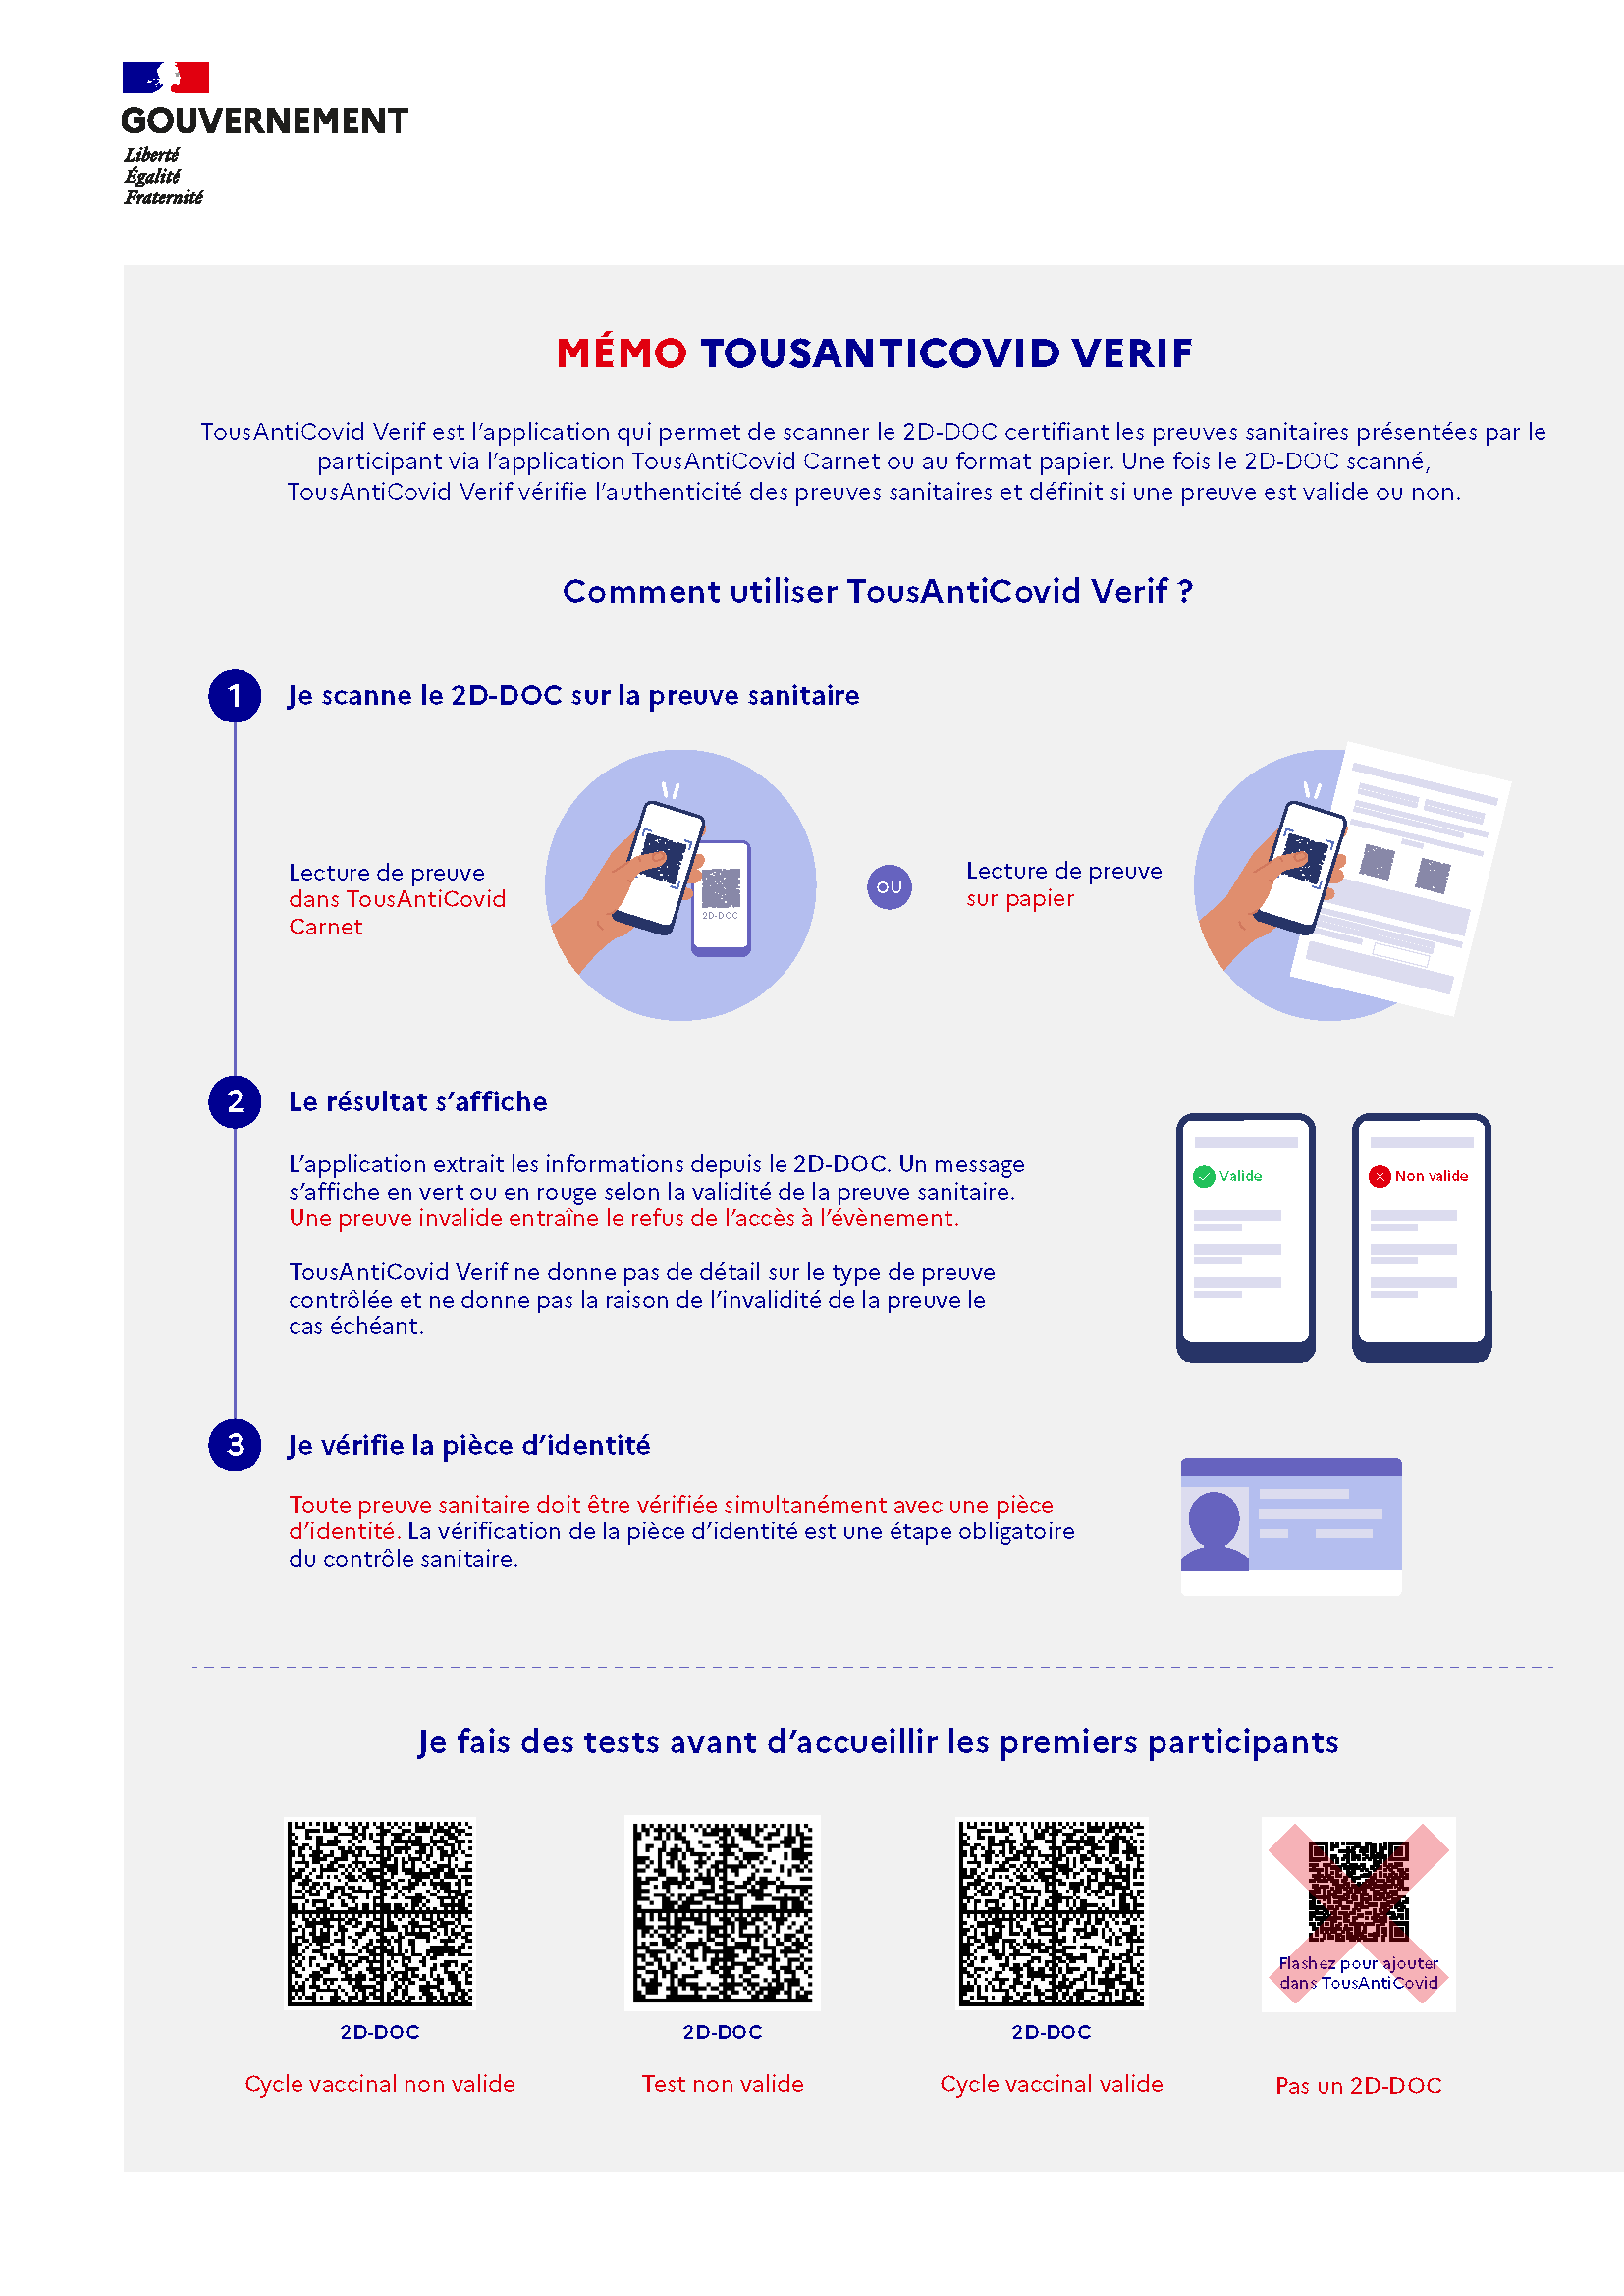 GOUVERNEMENT
Liberté
Égalité
Fraternité
MÉMO TOUSANTICOVID VERIF
TousAntiCovid Verif est l’application qui permet de scanner le 2D-DOC certifiant les preuves sanitaires présentées par le
participant via l’application TousAntiCovid Carnet ou au format papier. Une fois le 2D-DOC scanné,
TousAntiCovid Verif vérifie l’authenticité des preuves sanitaires et définit si une preuve est valide ou non.
Comment utiliser TousAntiCovid Verif ?
1 Je scanne le 2D-DOC sur la preuve sanitaire
Lecture de preuve
dans TousAntiCovid
Carnet
2D-DOC
OU
Lecture de preuve
sur papier
2 Le résultat s’affiche
L’application extrait les informations depuis le 2D-DOC. Un message
s’affiche en vert ou en rouge selon la validité de la preuve sanitaire.
Une preuve invalide entraîne le refus de l’accès à l’évènement.
TousAntiCovid Verif ne donne pas de détail sur le type de preuve
contrôlée et ne donne pas la raison de l’invalidité de la preuve le
cas échéant.
Valide
Non valide
3 Je vérifie la pièce d’identité
Toute preuve sanitaire doit être vérifiée simultanément avec une pièce
d’identité. La vérification de la pièce d’identité est une étape obligatoire
du contrôle sanitaire.
Je fais des tests avant d’accueillir les premiers participants
2D-DOC
Cycle vaccinal non valide
2D-DOC
Test non valide
2D-DOC
Cycle vaccinal valide
Flashez pour ajouter
dans TousAntiCovid
Pas un 2D-DOC